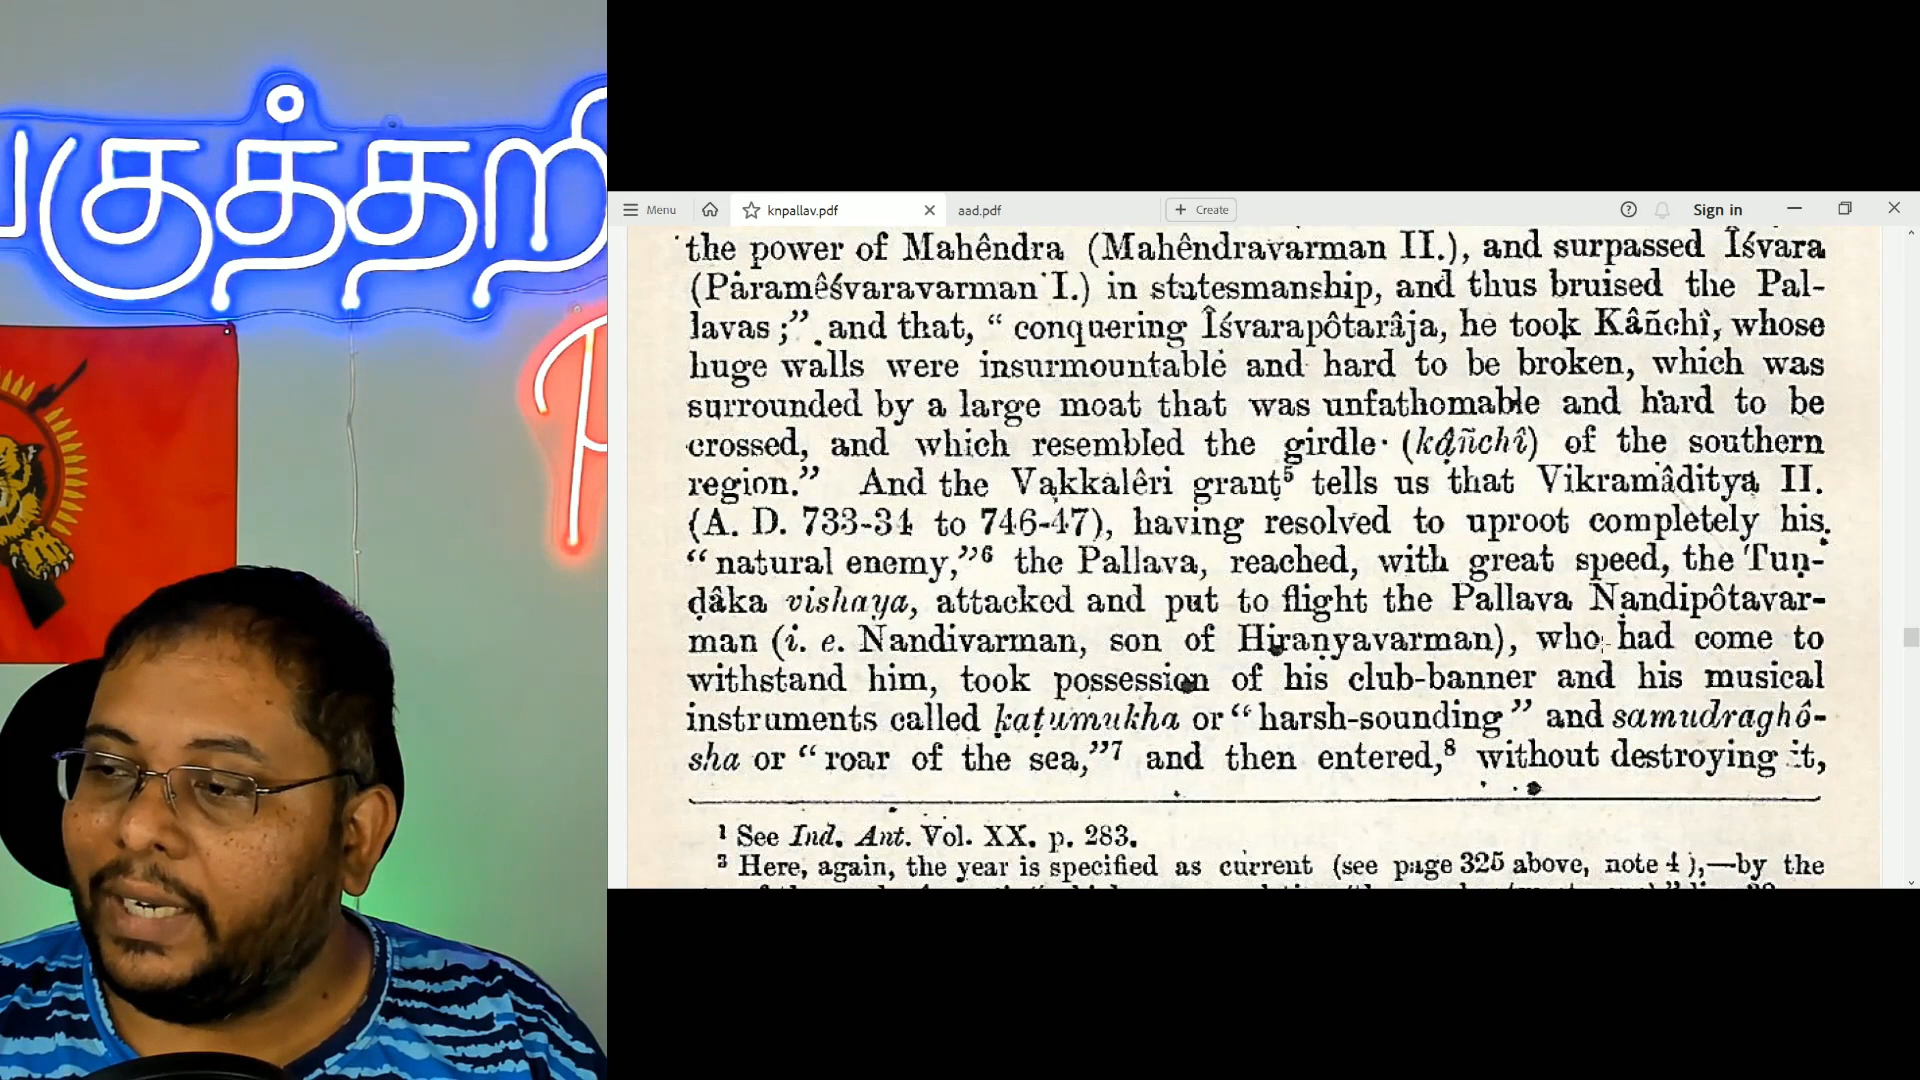 குத்தறி
Menu
knpallav.pdf
aad.pdf
Create
Sign in
the power of Mahêndra (Mahêndravarman II.), and surpassed Îśvara
(Paramêśvaravarman I.) in statesmanship, and thus bruised the Pal-
lavas;” and that, “ conquering Îśvarapôtarâja, he took Kâñchî, whose
huge walls were insurmountable and hard to be broken, which was
surrounded by a large moat that was unfathomable and hard to be
crossed, and which resembled the girdle (kâñchî) of the southern
region.” And the Vakkalêri grant⁵ tells us that Vikramâditya II.
(A. D. 733-34 to 746-47), having resolved to uproot completely his
“ natural enemy,”⁶ the Pallava, reached, with great speed, the Tuṇ-
ḍâka vishaya, attacked and put to flight the Pallava Nandipôtavar-
man (i. e. Nandivarman, son of Hiraṇyavarman), who had come to
withstand him, took possession of his club-banner and his musical
instruments called kaṭumukha or “ harsh-sounding ” and samudraghô-
sha or “ roar of the sea,”⁷ and then entered,⁸ without destroying it,
¹ See Ind. Ant. Vol. XX. p. 283.
³ Here, again, the year is specified as current (see page 325 above, note 4 ),—by the